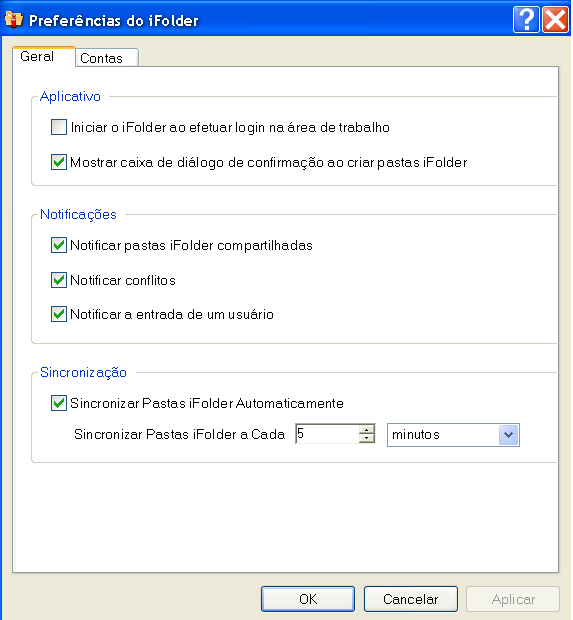 Preferências do iFolder
Geral Contas
Aplicativo
Iniciar o iFolder ao efetuar login na área de trabalho
Mostrar caixa de diálogo de confirmação ao criar pastas iFolder
Notificações
Notificar pastas iFolder compartilhadas
Notificar conflitos
Notificar a entrada de um usuário
Sincronização
Sincronizar Pastas iFolder Automaticamente
Sincronizar Pastas iFolder a Cada 5 minutos
OK Cancelar Aplicar